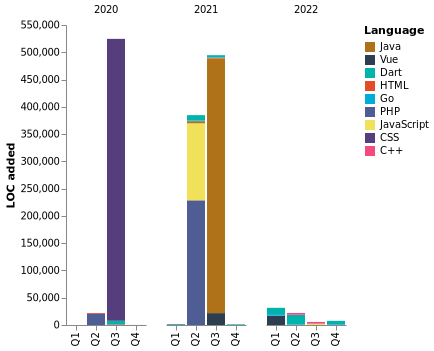 2020 2021 2022
550,000
500,000
450,000
400,000
350,000
300,000
250,000
200,000
150,000
100,000
50,000
0
LOC added
Q1 Q2 Q3 Q4 Q1 Q2 Q3 Q4 Q1 Q2 Q3 Q4
Language
Java
Vue
Dart
HTML
Go
PHP
JavaScript
CSS
C++